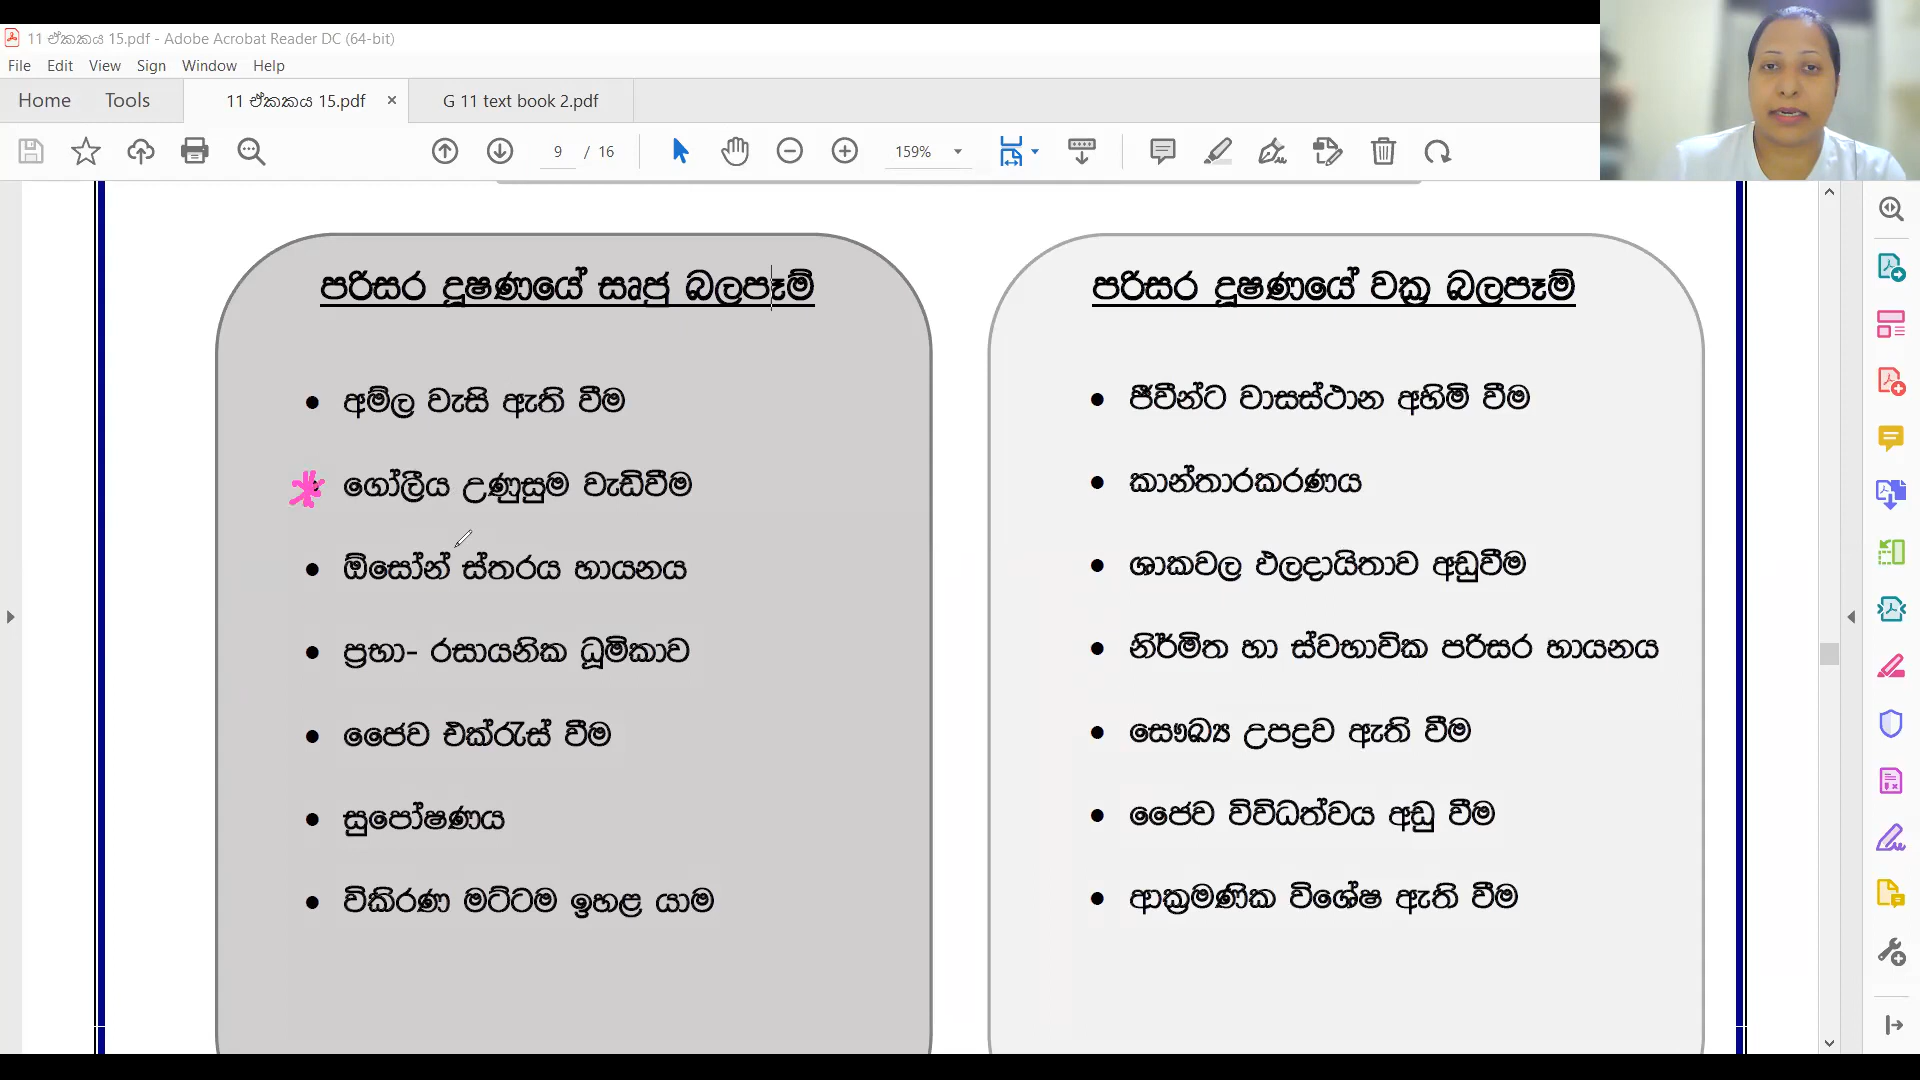 11 ඒකකය 15.pdf - Adobe Acrobat Reader DC (64-bit)
File Edit View Sign Window Help
Home Tools 11 ඒකකය 15.pdf × G 11 text book 2.pdf
9 / 16 159%
පරිසර දූෂණයේ සෘජු බලපෑම්
• අම්ල වැසි ඇති වීම
• ගෝලීය උණුසුම වැඩිවීම
• ඕසෝන් ස්තරය හායනය
• ප්‍රභා- රසායනික ධූමිකාව
• ජෛව එක්රැස් වීම
• සුපෝෂණය
• විකිරණ මට්ටම ඉහළ යාම
පරිසර දූෂණයේ වක්‍ර බලපෑම්
• ජීවීන්ට වාසස්ථාන අහිමි වීම
• කාන්තාරකරණය
• ශාකවල ඵලදායිතාව අඩුවීම
• නිර්මිත හා ස්වභාවික පරිසර හායනය
• සෞඛ්‍ය උපද්‍රව ඇති වීම
• ජෛව විවිධත්වය අඩු වීම
• ආක්‍රමණික විශේෂ ඇති වීම